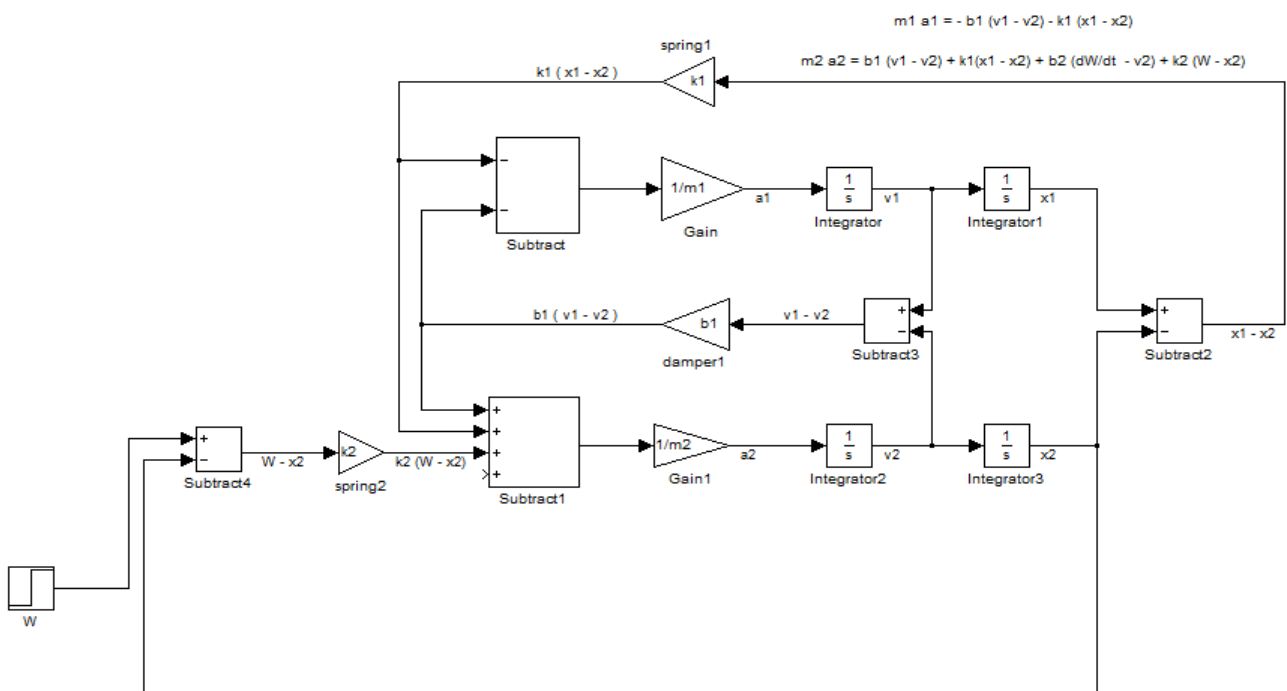 m1 a1 = - b1 (v1 - v2) - k1 (x1 - x2)
spring1
m2 a2 = b1 (v1 - v2) + k1(x1 - x2) + b2 (dW/dt - v2) + k2 (W - x2)
k1 ( x1 - x2 )
k1
−
1/m1
1
s
1
s
a1
v1
x1
−
Integrator
Integrator1
Gain
Subtract
b1 ( v1 - v2 )
b1
v1 - v2
+
−
+
−
damper1
Subtract3
Subtract2
x1 - x2
+
+
+
+
−
W - x2
k2
k2 (W - x2)
1/m2
a2
1
s
v2
1
s
x2
Subtract4
spring2
Subtract1
Gain1
Integrator2
Integrator3
+
W